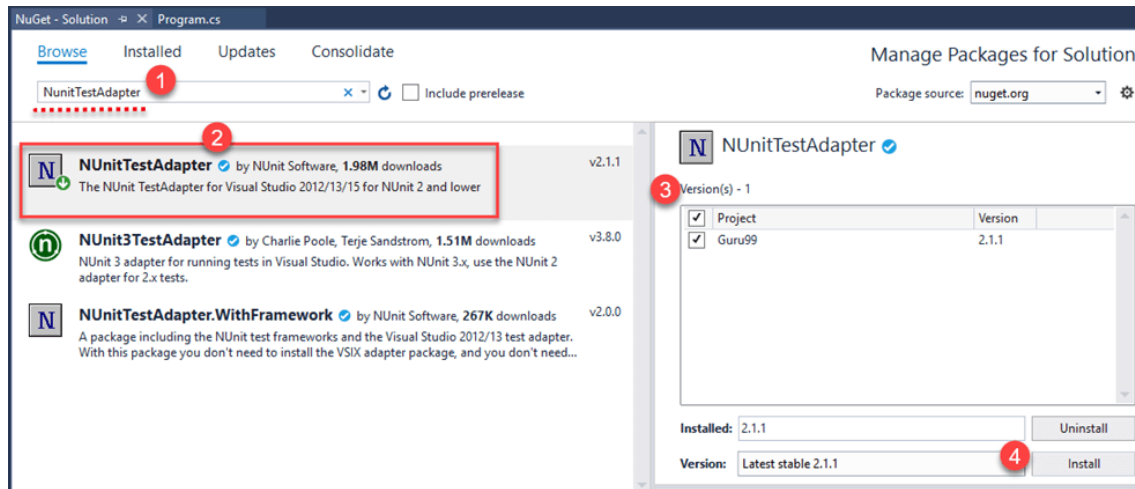 NuGet - Solution
Program.cs
Browse Installed Updates Consolidate
Manage Packages for Solution
1
NunitTestAdapter
Include prerelease
Package source: nuget.org
2
N
NUnitTestAdapter by NUnit Software, 1.98M downloads v2.1.1
The NUnit TestAdapter for Visual Studio 2012/13/15 for NUnit 2 and lower
n
NUnit3TestAdapter by Charlie Poole, Terje Sandstrom, 1.51M downloads v3.8.0
NUnit 3 adapter for running tests in Visual Studio. Works with NUnit 3.x, use the NUnit 2
adapter for 2.x tests.
N
NUnitTestAdapter.WithFramework by NUnit Software, 267K downloads v2.0.0
A package including the NUnit test frameworks and the Visual Studio 2012/13 test adapter.
With this package you don't need to install the VSIX adapter package, and you don't need...
N
NUnitTestAdapter
3
Version(s) - 1
Project Version
Guru99 2.1.1
Installed: 2.1.1 Uninstall
Version: Latest stable 2.1.1 4 Install